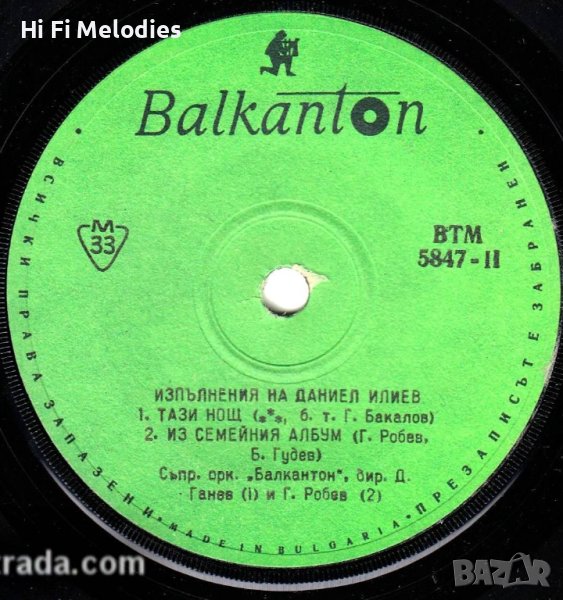 Hi Fi Melodies
Balkanton
ВСИЧКИ ПРАВА ЗАПАЗЕНИ · MADE IN BULGARIA · ПРЕЗАПИСЪТ Е ЗАБРАНЕН
М
33
ВТМ
5847-II
ИЗПЪЛНЕНИЯ НА ДАНИЕЛ ИЛИЕВ
1. ТАЗИ НОЩ (***, б. т. Г. Бакалов)
2. ИЗ СЕМЕЙНИЯ АЛБУМ (Г. Робев,
Б. Гудев)
Съпр. орк. „Балкантон", дир. Д.
Ганев (1) и Г. Робев (2)
trada.com
BAZAR